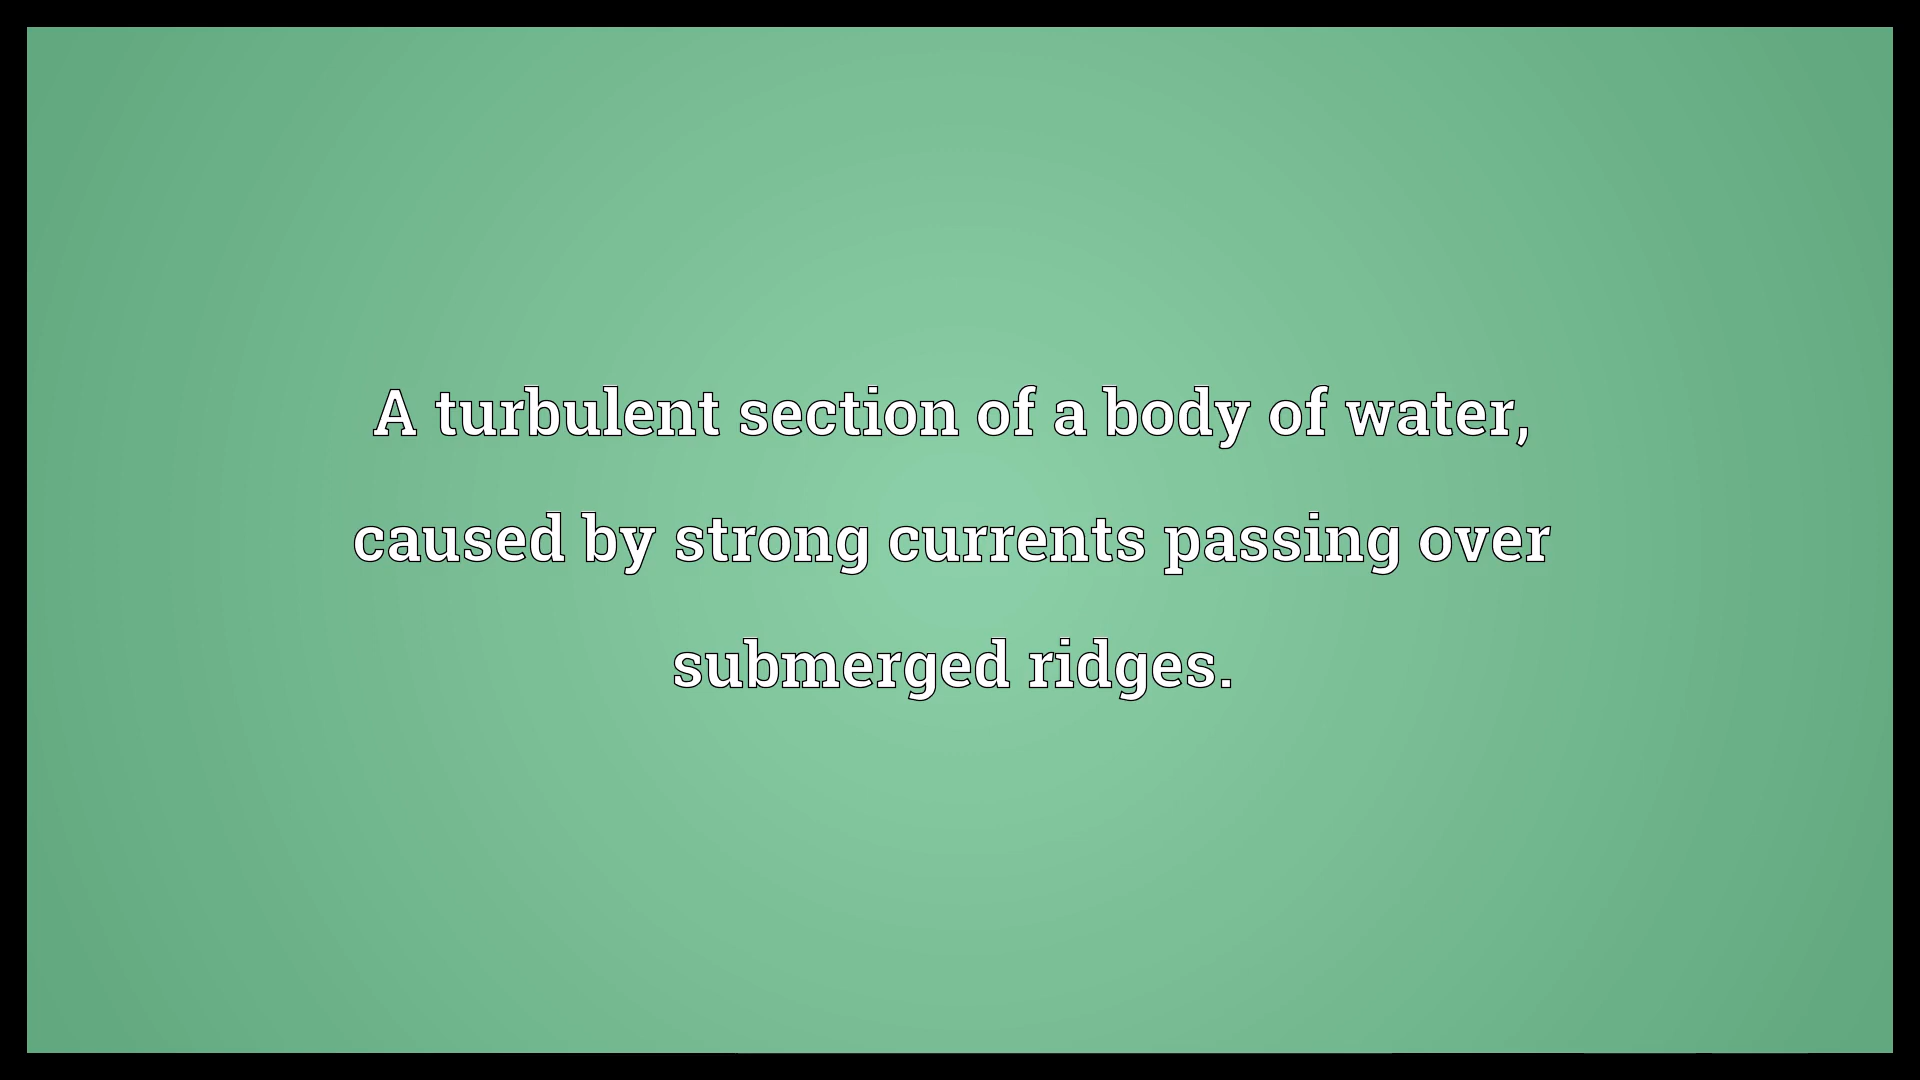 A turbulent section of a body of water,
caused by strong currents passing over
submerged ridges.